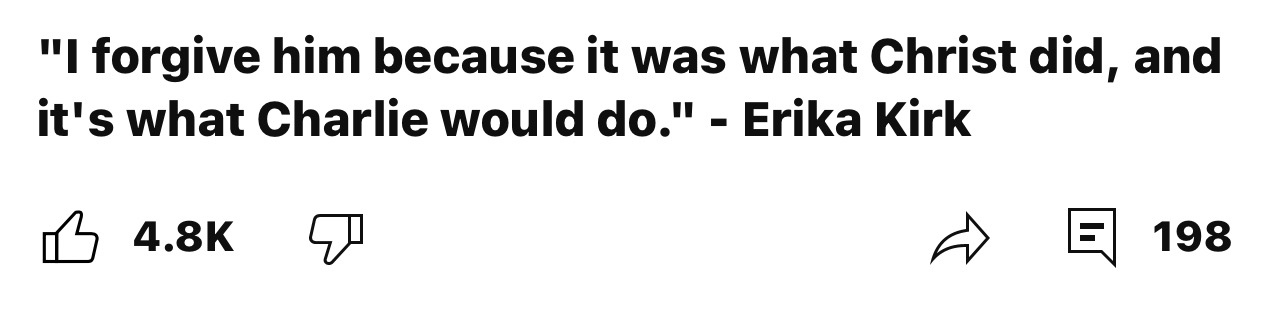 "I forgive him because it was what Christ did, and
it's what Charlie would do." - Erika Kirk
4.8K 198